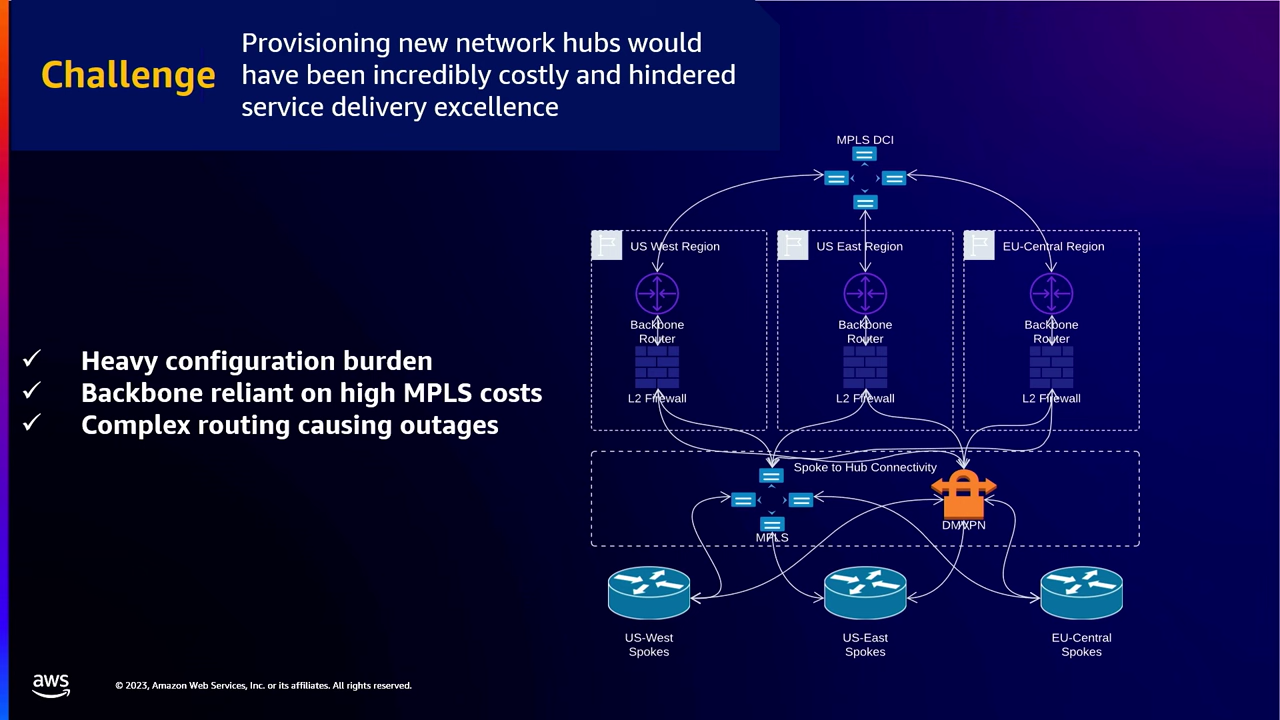 Challenge
Provisioning new network hubs would
have been incredibly costly and hindered
service delivery excellence
MPLS DCI
US West Region
US East Region
EU-Central Region
Backbone
Router
Backbone
Router
Backbone
Router
L2 Firewall
L2 Firewall
L2 Firewall
✓ Heavy configuration burden
✓ Backbone reliant on high MPLS costs
✓ Complex routing causing outages
Spoke to Hub Connectivity
MPLS
DMVPN
US-West
Spokes
US-East
Spokes
EU-Central
Spokes
aws
© 2023, Amazon Web Services, Inc. or its affiliates. All rights reserved.